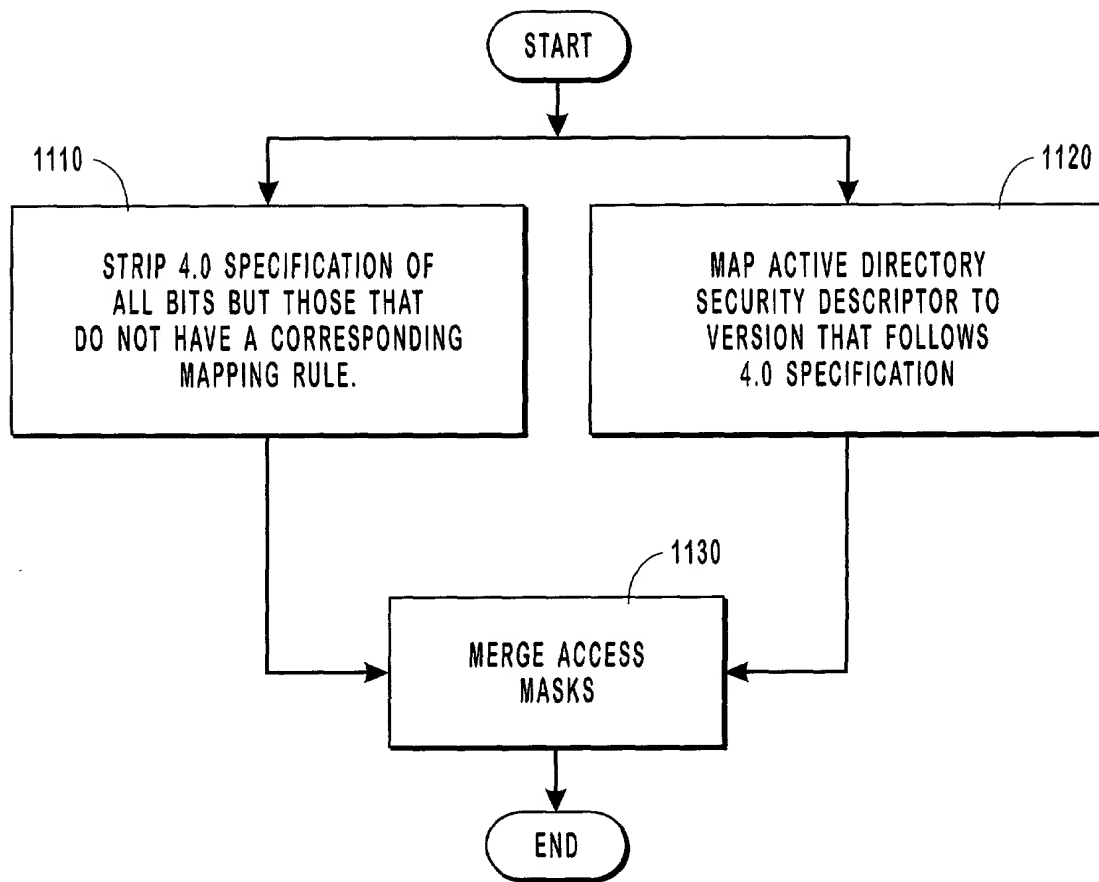 START
1110
STRIP 4.0 SPECIFICATION OF
ALL BITS BUT THOSE THAT
DO NOT HAVE A CORRESPONDING
MAPPING RULE.
1120
MAP ACTIVE DIRECTORY
SECURITY DESCRIPTOR TO
VERSION THAT FOLLOWS
4.0 SPECIFICATION
1130
MERGE ACCESS
MASKS
END